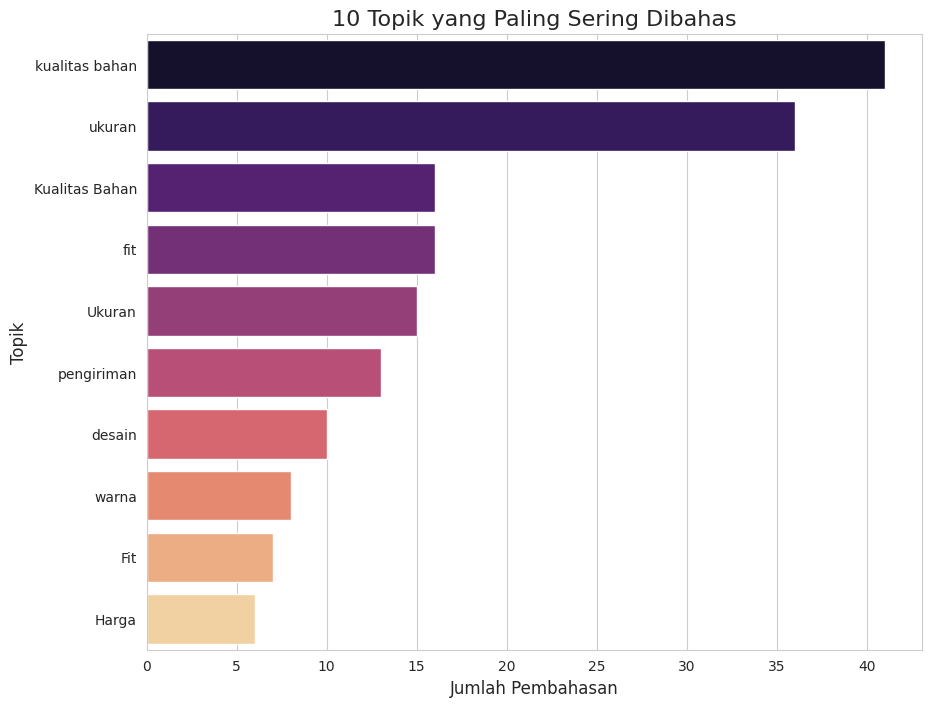 10 Topik yang Paling Sering Dibahas
kualitas bahan
ukuran
Kualitas Bahan
fit
Ukuran
pengiriman
desain
warna
Fit
Harga
Topik
0 5 10 15 20 25 30 35 40
Jumlah Pembahasan